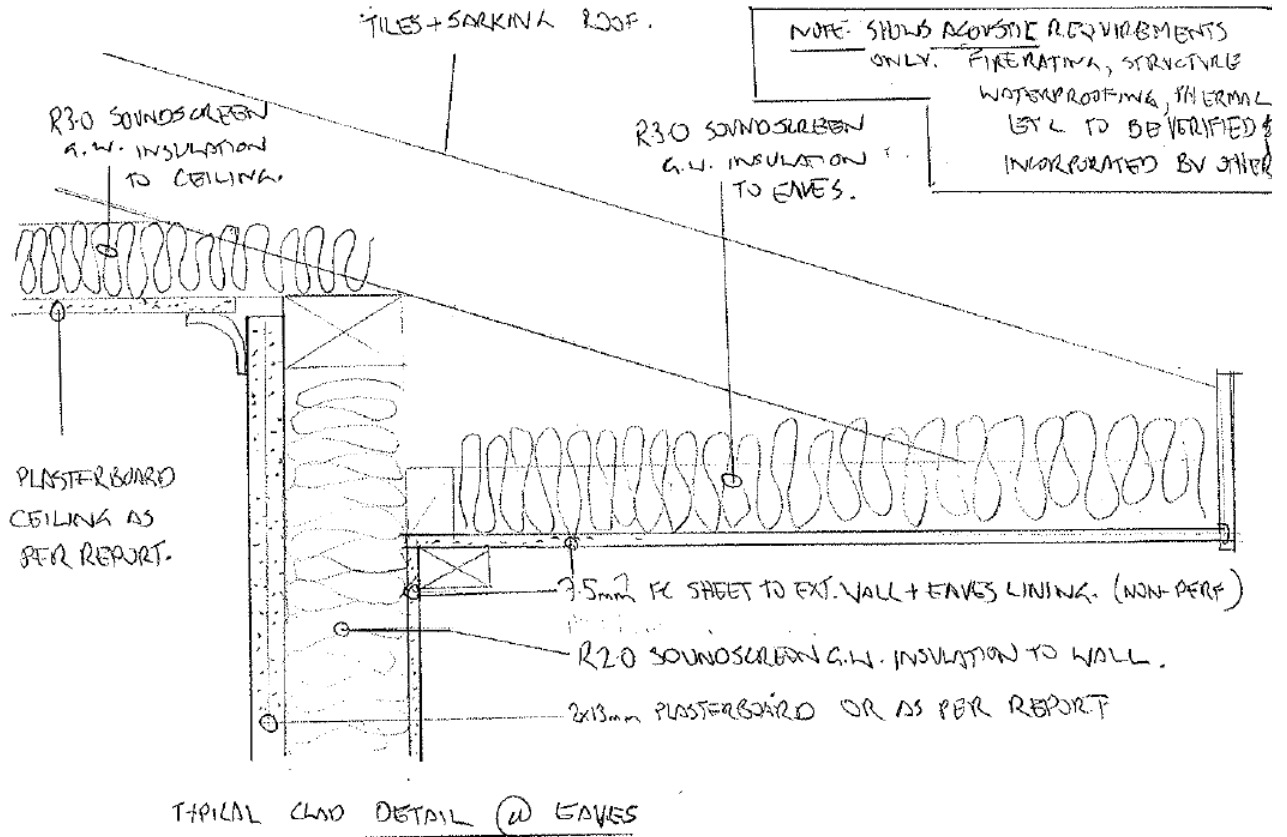 TILES + SARKING ROOF.
NOTE: SHOWS ACOUSTIC REQUIREMENTS
ONLY. FIRERATING, STRUCTURE
WATERPROOFING, THERMAL
ETC TO BE VERIFIED &
INCORPORATED BY OTHER
R3.0 SOUNDSCREEN
G.W. INSULATION
TO CEILING.
R3.0 SOUNDSCREEN
G.W. INSULATION
TO EAVES.
PLASTERBOARD
CEILING AS
PER REPORT.
7.5mm FC SHEET TO EXT. WALL + EAVES LINING. (NON-PERF)
R2.0 SOUNDSCREEN G.W. INSULATION TO WALL.
2x13mm PLASTERBOARD OR AS PER REPORT
TYPICAL CLAD DETAIL @ EAVES